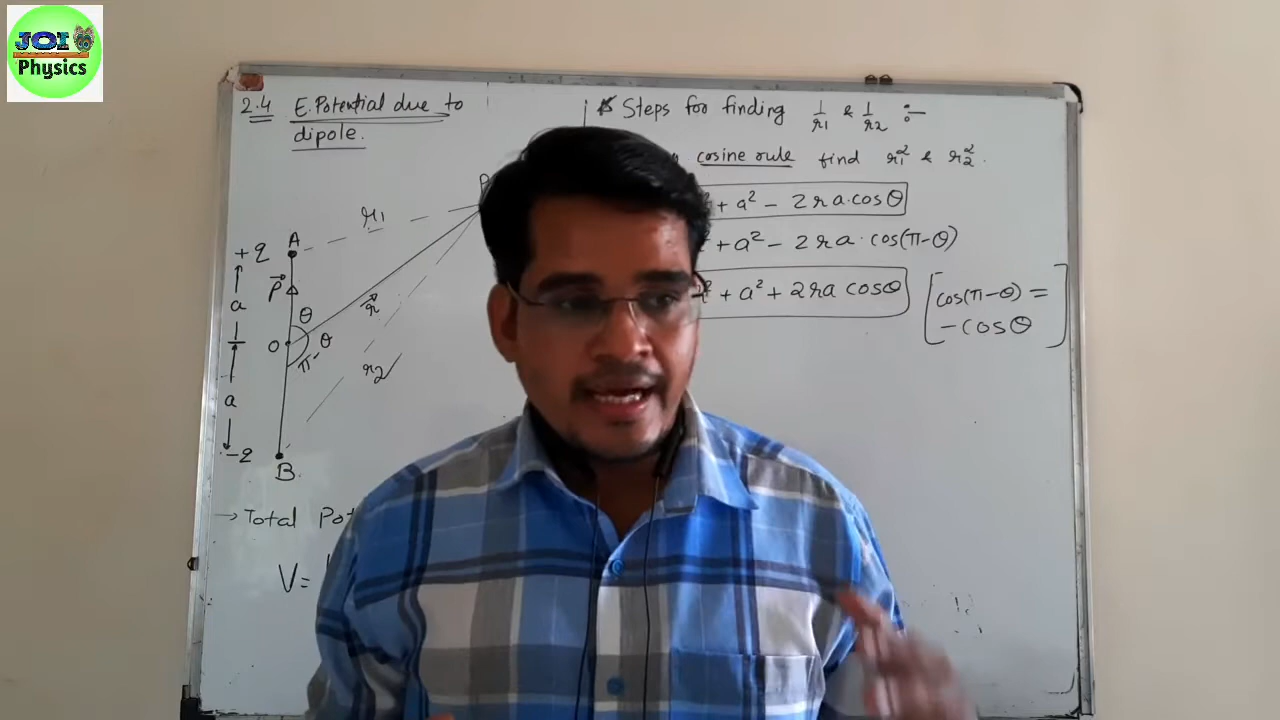 JOI
Physics
2.4 E. Potential due to
dipole.
Steps for finding 1/r1 & 1/r2 :-
cosine rule find r1² & r2².
+ a² - 2ra·cosθ
+ a² - 2ra·cos(π-θ)
+ a² + 2ra cosθ
[cos(π-θ) =
-cosθ]
P
r1
+q A
a
P⃗
θ
r⃗
O
π-θ
r2
a
-q
B
→ Total
V=